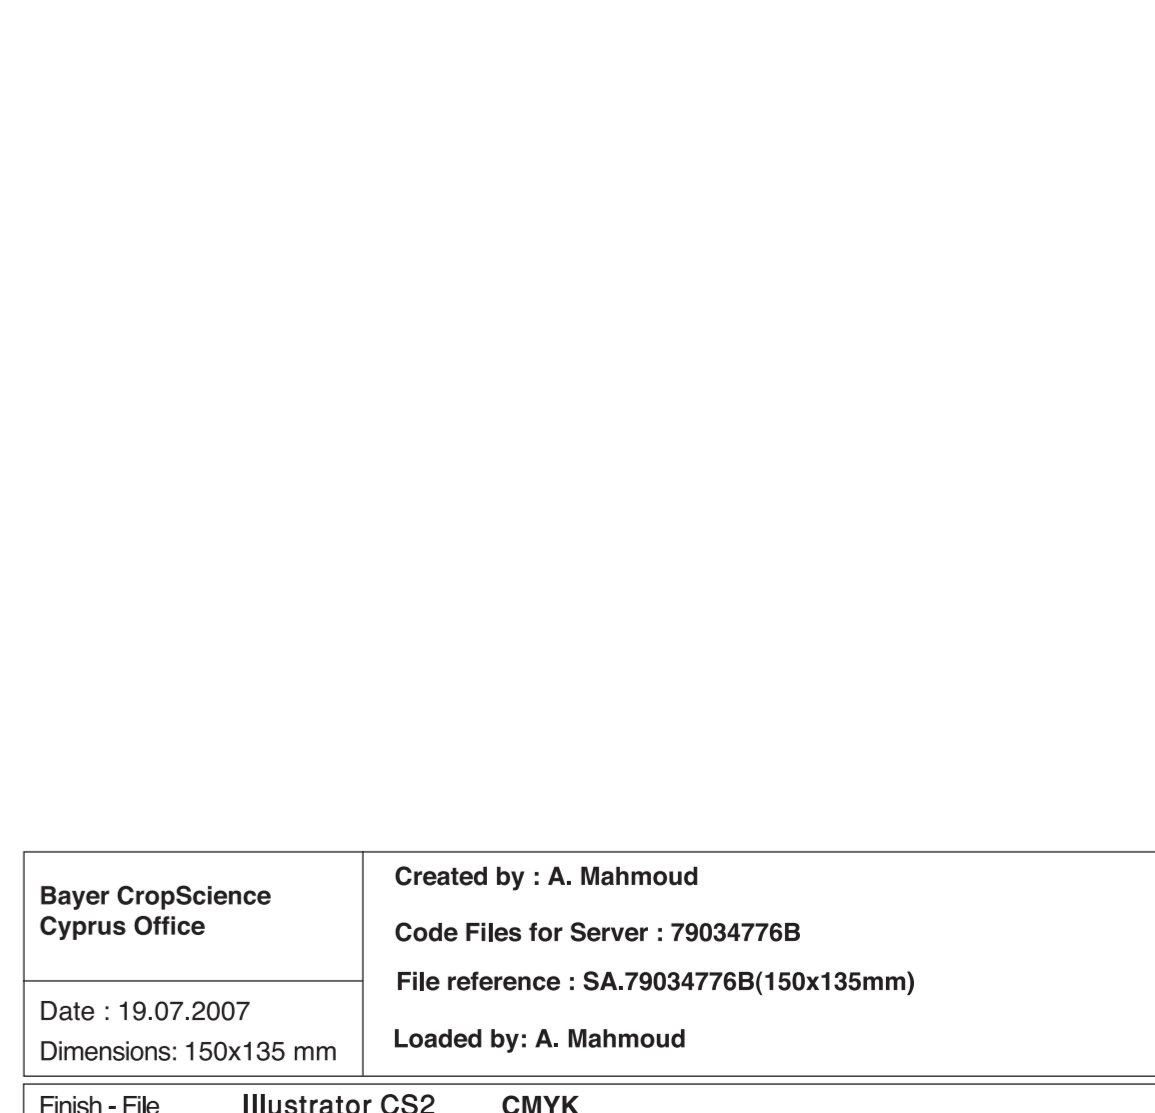 Bayer CropScience
Cyprus Office
Date : 19.07.2007
Dimensions: 150x135 mm
Created by : A. Mahmoud
Code Files for Server : 79034776B
File reference : SA.79034776B(150x135mm)
Loaded by: A. Mahmoud
Finish - File Illustrator CS2 CMYK